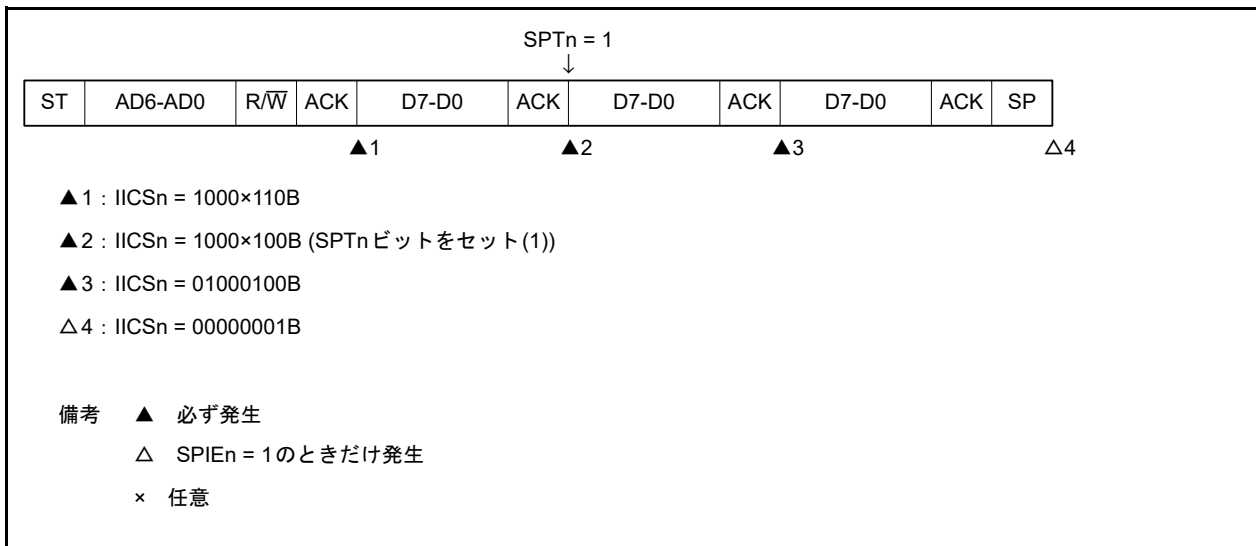 SPTn = 1
↓
ST AD6-AD0 R/W̅ ACK D7-D0 ACK D7-D0 ACK D7-D0 ACK SP
▲1 ▲2 ▲3 △4
▲1：IICSn = 1000×110B
▲2：IICSn = 1000×100B (SPTnビットをセット(1))
▲3：IICSn = 01000100B
△4：IICSn = 00000001B
備考 ▲ 必ず発生
△ SPIEn = 1のときだけ発生
× 任意